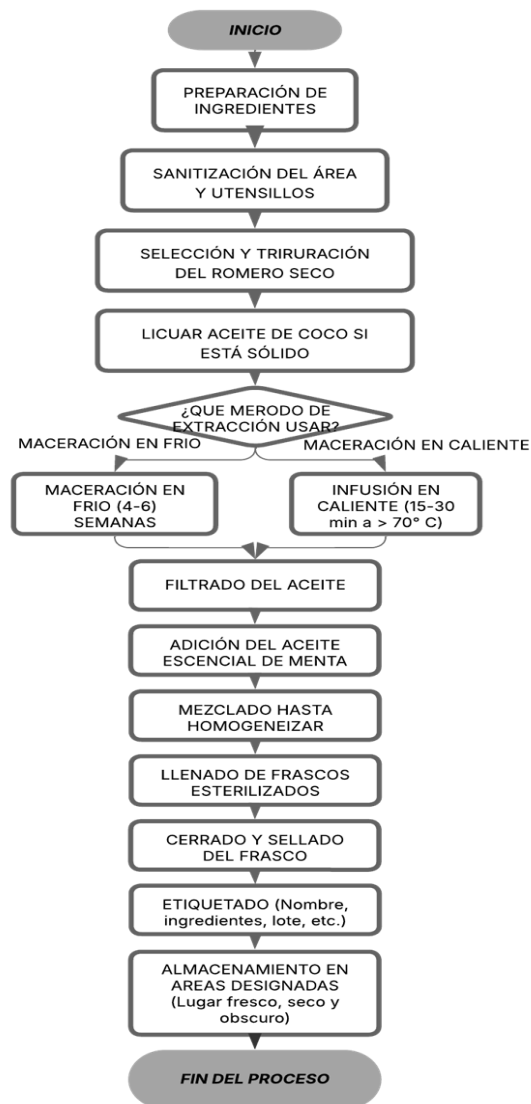 INICIO
PREPARACIÓN DE
INGREDIENTES
SANITIZACIÓN DEL ÁREA
Y UTENSILLOS
SELECCIÓN Y TRIRURACIÓN
DEL ROMERO SECO
LICUAR ACEITE DE COCO SI
ESTÁ SÓLIDO
¿QUE MERODO DE
EXTRACCIÓN USAR?
MACERACIÓN EN FRIO
MACERACIÓN EN CALIENTE
MACERACIÓN EN
FRIO (4-6)
SEMANAS
INFUSIÓN EN
CALIENTE (15-30
min a > 70° C)
FILTRADO DEL ACEITE
ADICIÓN DEL ACEITE
ESCENCIAL DE MENTA
MEZCLADO HASTA
HOMOGENEIZAR
LLENADO DE FRASCOS
ESTERILIZADOS
CERRADO Y SELLADO
DEL FRASCO
ETIQUETADO (Nombre,
ingredientes, lote, etc.)
ALMACENAMIENTO EN
AREAS DESIGNADAS
(Lugar fresco, seco y
obscuro)
FIN DEL PROCESO